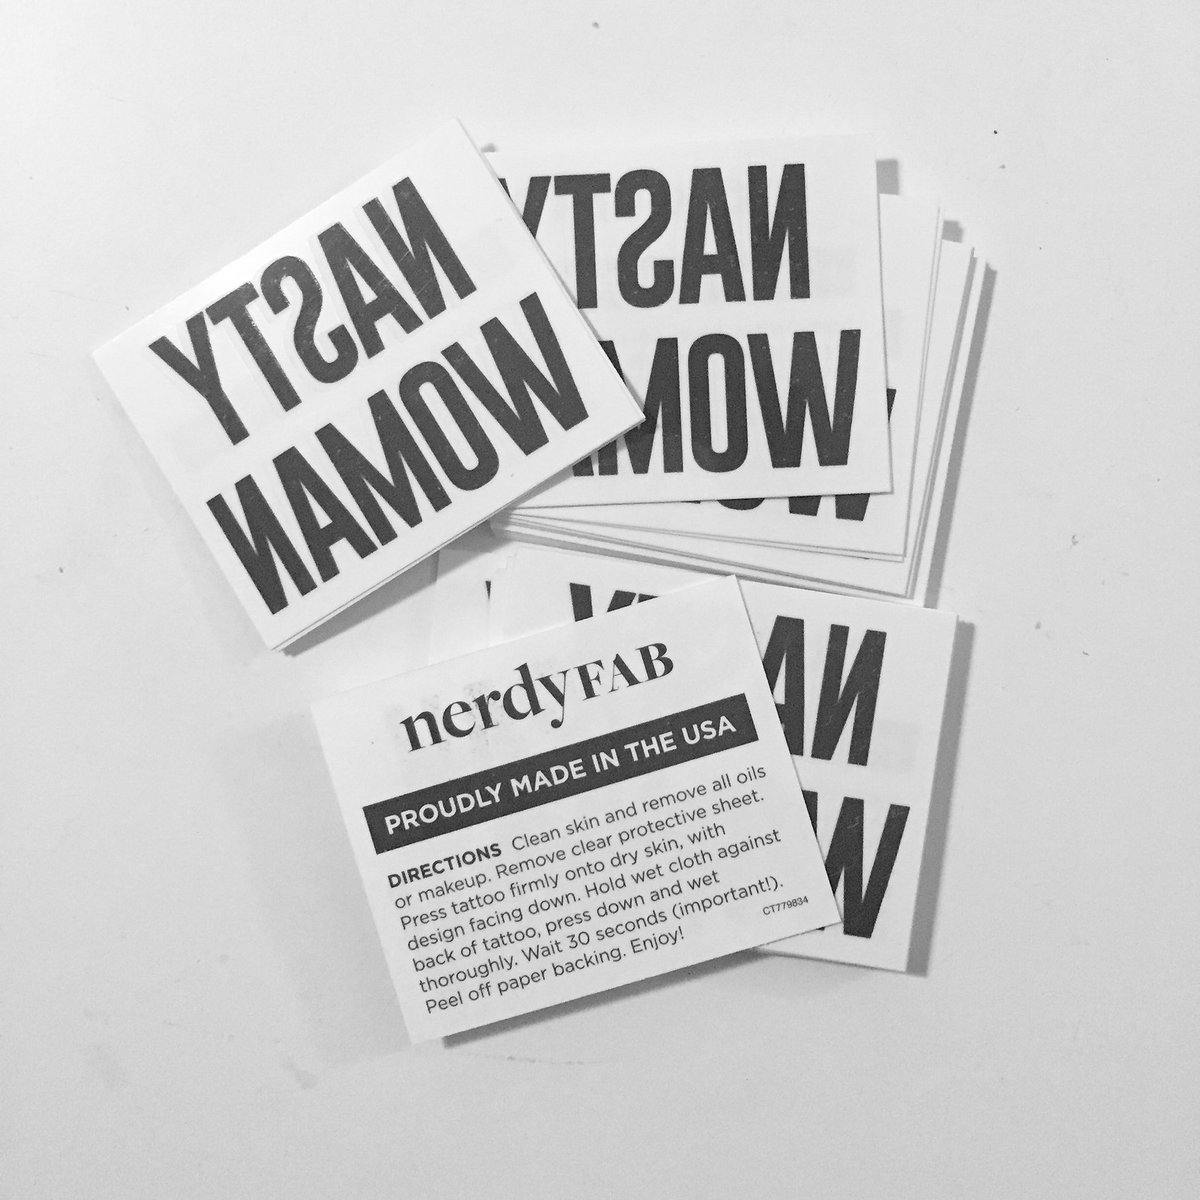 NASTY
WOMAN
NASTY
WOMAN
NA
W
nerdyFAB
PROUDLY MADE IN THE USA
DIRECTIONS Clean skin and remove all oils
or makeup. Remove clear protective sheet.
Press tattoo firmly onto dry skin, with
design facing down. Hold wet cloth against
back of tattoo, press down and wet
thoroughly. Wait 30 seconds (important!).
Peel off paper backing. Enjoy!
CT779834